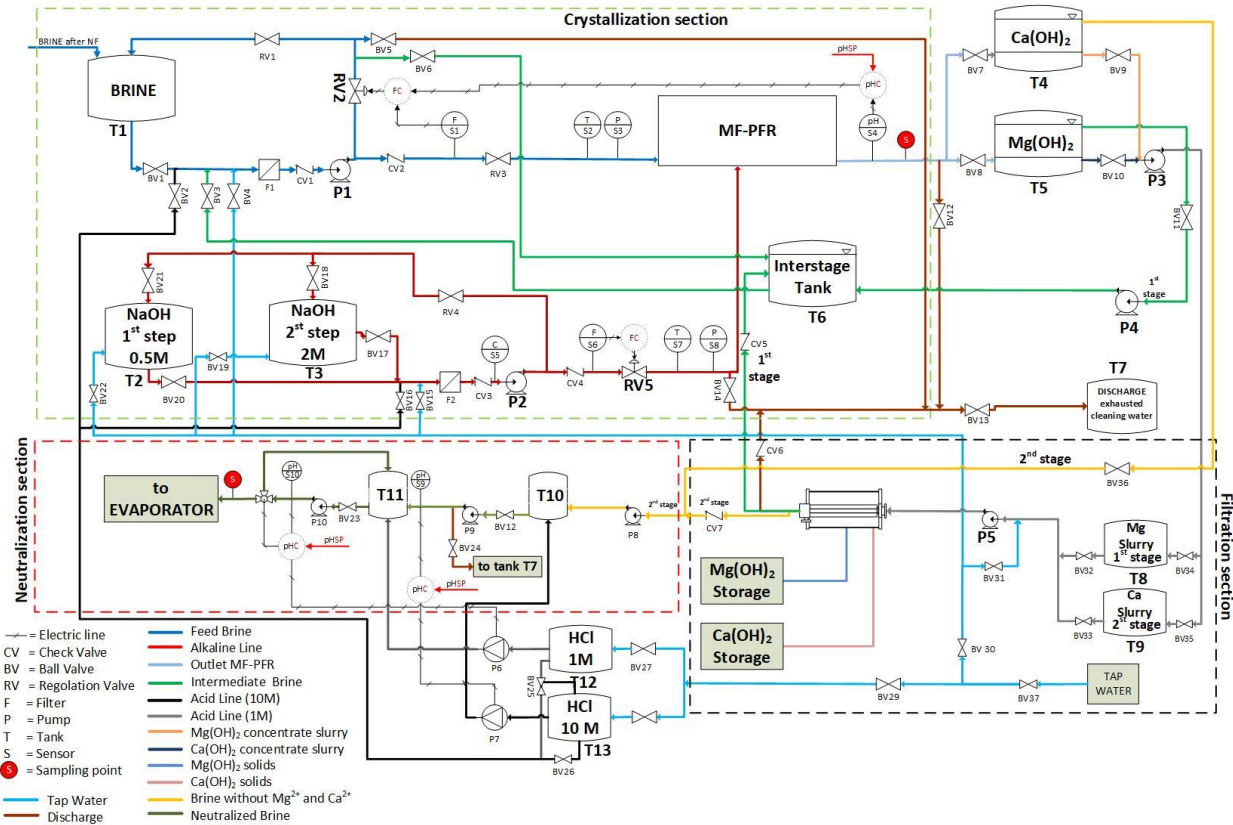 Crystallization section
BRINE after NF
BRINE
T1
RV1
BV5
BV6
RV2
FC
pHSP
pHC
F
S1
T
S2
P
S3
MF-PFR
pH
S4
S
BV7
Ca(OH)2
T4
BV9
BV8
Mg(OH)2
T5
BV10
P3
BV1
BV2
BV3
BV4
F1
CV1
P1
CV2
RV3
BV12
BV11
BV21
BV18
NaOH
1st step
0.5M
T2
NaOH
2st step
2M
T3
BV17
RV4
BV19
BV20
BV22
BV16
BV15
F2
CV3
C
S5
P2
CV4
F
S6
FC
RV5
T
S7
P
S8
BV14
Interstage
Tank
T6
CV5
1st
stage
1st
stage
P4
T7
DISCHARGE
exhausted
cleaning water
BV13
CV6
Neutralization section
to
EVAPORATOR
S
pH
S10
pHC
pHSP
P10
BV23
T11
pH
S9
P9
BV24
BV12
T10
to tank T7
pHC
pHSP
P8
2nd stage
2nd stage
CV7
2nd stage
BV36
Filtration section
P5
BV31
Mg
Slurry
1st stage
T8
BV32
BV34
Ca
Slurry
2st stage
T9
BV33
BV35
Mg(OH)2
Storage
Ca(OH)2
Storage
BV 30
TAP
WATER
BV37
BV29
BV27
P6
HCl
1M
T12
BV25
P7
HCl
10 M
T13
BV26
= Electric line
CV = Check Valve
BV = Ball Valve
RV = Regolation Valve
F = Filter
P = Pump
T = Tank
S = Sensor
S = Sampling point
Tap Water
Discharge
Feed Brine
Alkaline Line
Outlet MF-PFR
Intermediate Brine
Acid Line (10M)
Acid Line (1M)
Mg(OH)2 concentrate slurry
Ca(OH)2 concentrate slurry
Mg(OH)2 solids
Ca(OH)2 solids
Brine without Mg2+ and Ca2+
Neutralized Brine